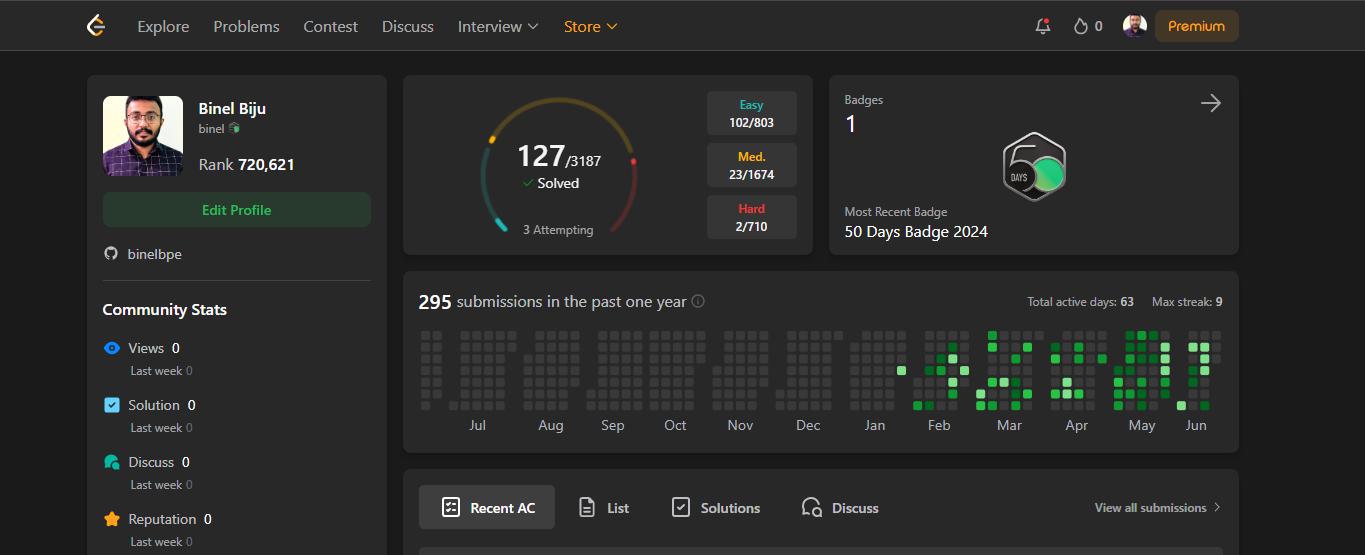 Explore Problems Contest Discuss Interview Store 0 Premium
Binel Biju
binel
Rank 720,621
Edit Profile
binelbpe
Community Stats
Views 0
Last week 0
Solution 0
Last week 0
Discuss 0
Last week 0
Reputation 0
Last week 0
127/3187
Solved
3 Attempting
Easy
102/803
Med.
23/1674
Hard
2/710
Badges
1
50
DAYS
Most Recent Badge
50 Days Badge 2024
295 submissions in the past one year
Total active days: 63 Max streak: 9
Jul Aug Sep Oct Nov Dec Jan Feb Mar Apr May Jun
Recent AC List Solutions Discuss View all submissions